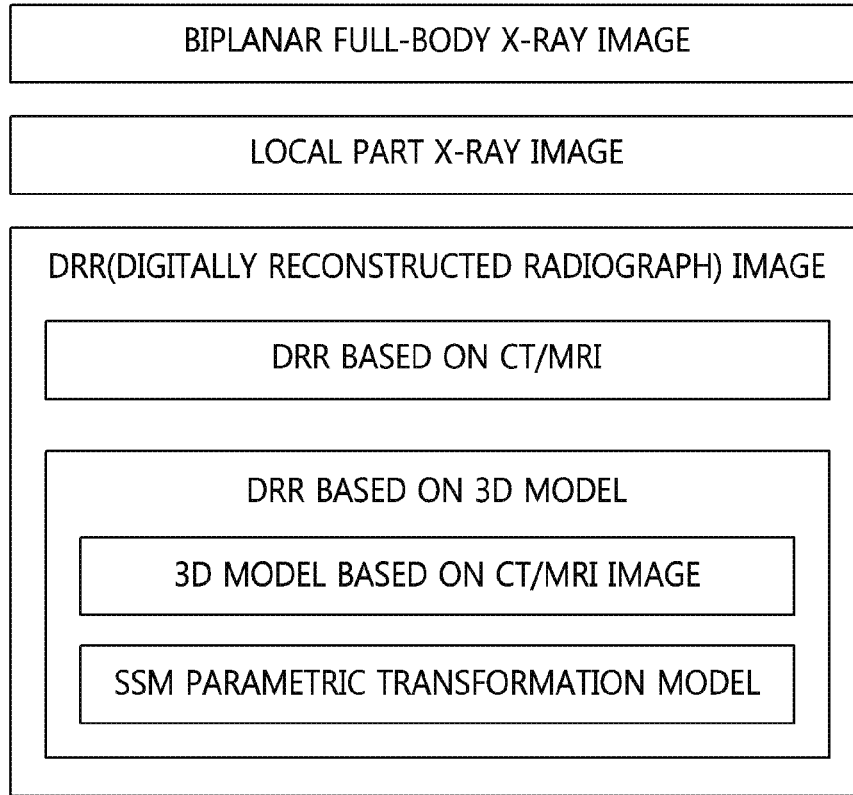 BIPLANAR FULL-BODY X-RAY IMAGE
LOCAL PART X-RAY IMAGE
DRR(DIGITALLY RECONSTRUCTED RADIOGRAPH) IMAGE
DRR BASED ON CT/MRI
DRR BASED ON 3D MODEL
3D MODEL BASED ON CT/MRI IMAGE
SSM PARAMETRIC TRANSFORMATION MODEL